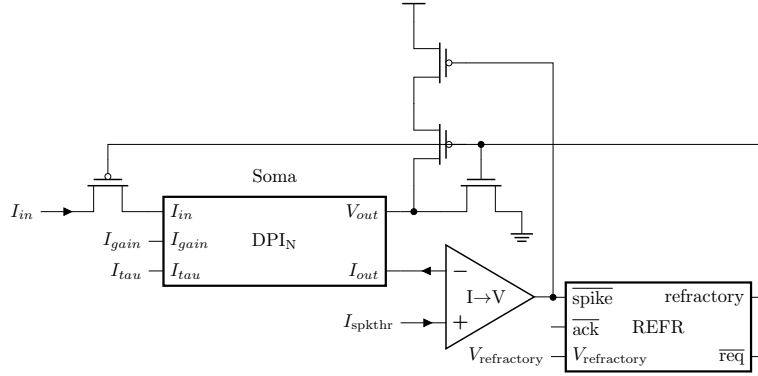 Soma
I_in
I_in
V_out
I_gain
I_gain
DPI_N
I_tau
I_tau
I_out
−
I→V
I_spkthr
+
spike
refractory
ack
REFR
V_refractory
V_refractory
req